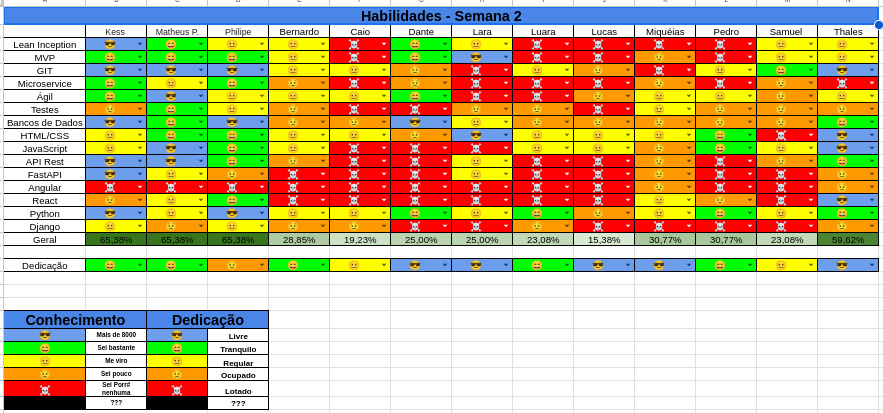 Habilidades - Semana 2
Kess Matheus P. Philipe Bernardo Caio Dante Lara Luara Lucas Miquéias Pedro Samuel Thales
Lean Inception
MVP
GIT
Microservice
Ágil
Testes
Bancos de Dados
HTML/CSS
JavaScript
API Rest
FastAPI
Angular
React
Python
Django
Geral 65,38% 65,38% 65,38% 28,85% 19,23% 25,00% 25,00% 23,08% 15,38% 30,77% 30,77% 23,08% 59,62%
Dedicação
Conhecimento Dedicação
Mais de 8000 Livre
Sei bastante Tranquilo
Me viro Regular
Sei pouco Ocupado
Sei Porr# nenhuma Lotado
??? ???